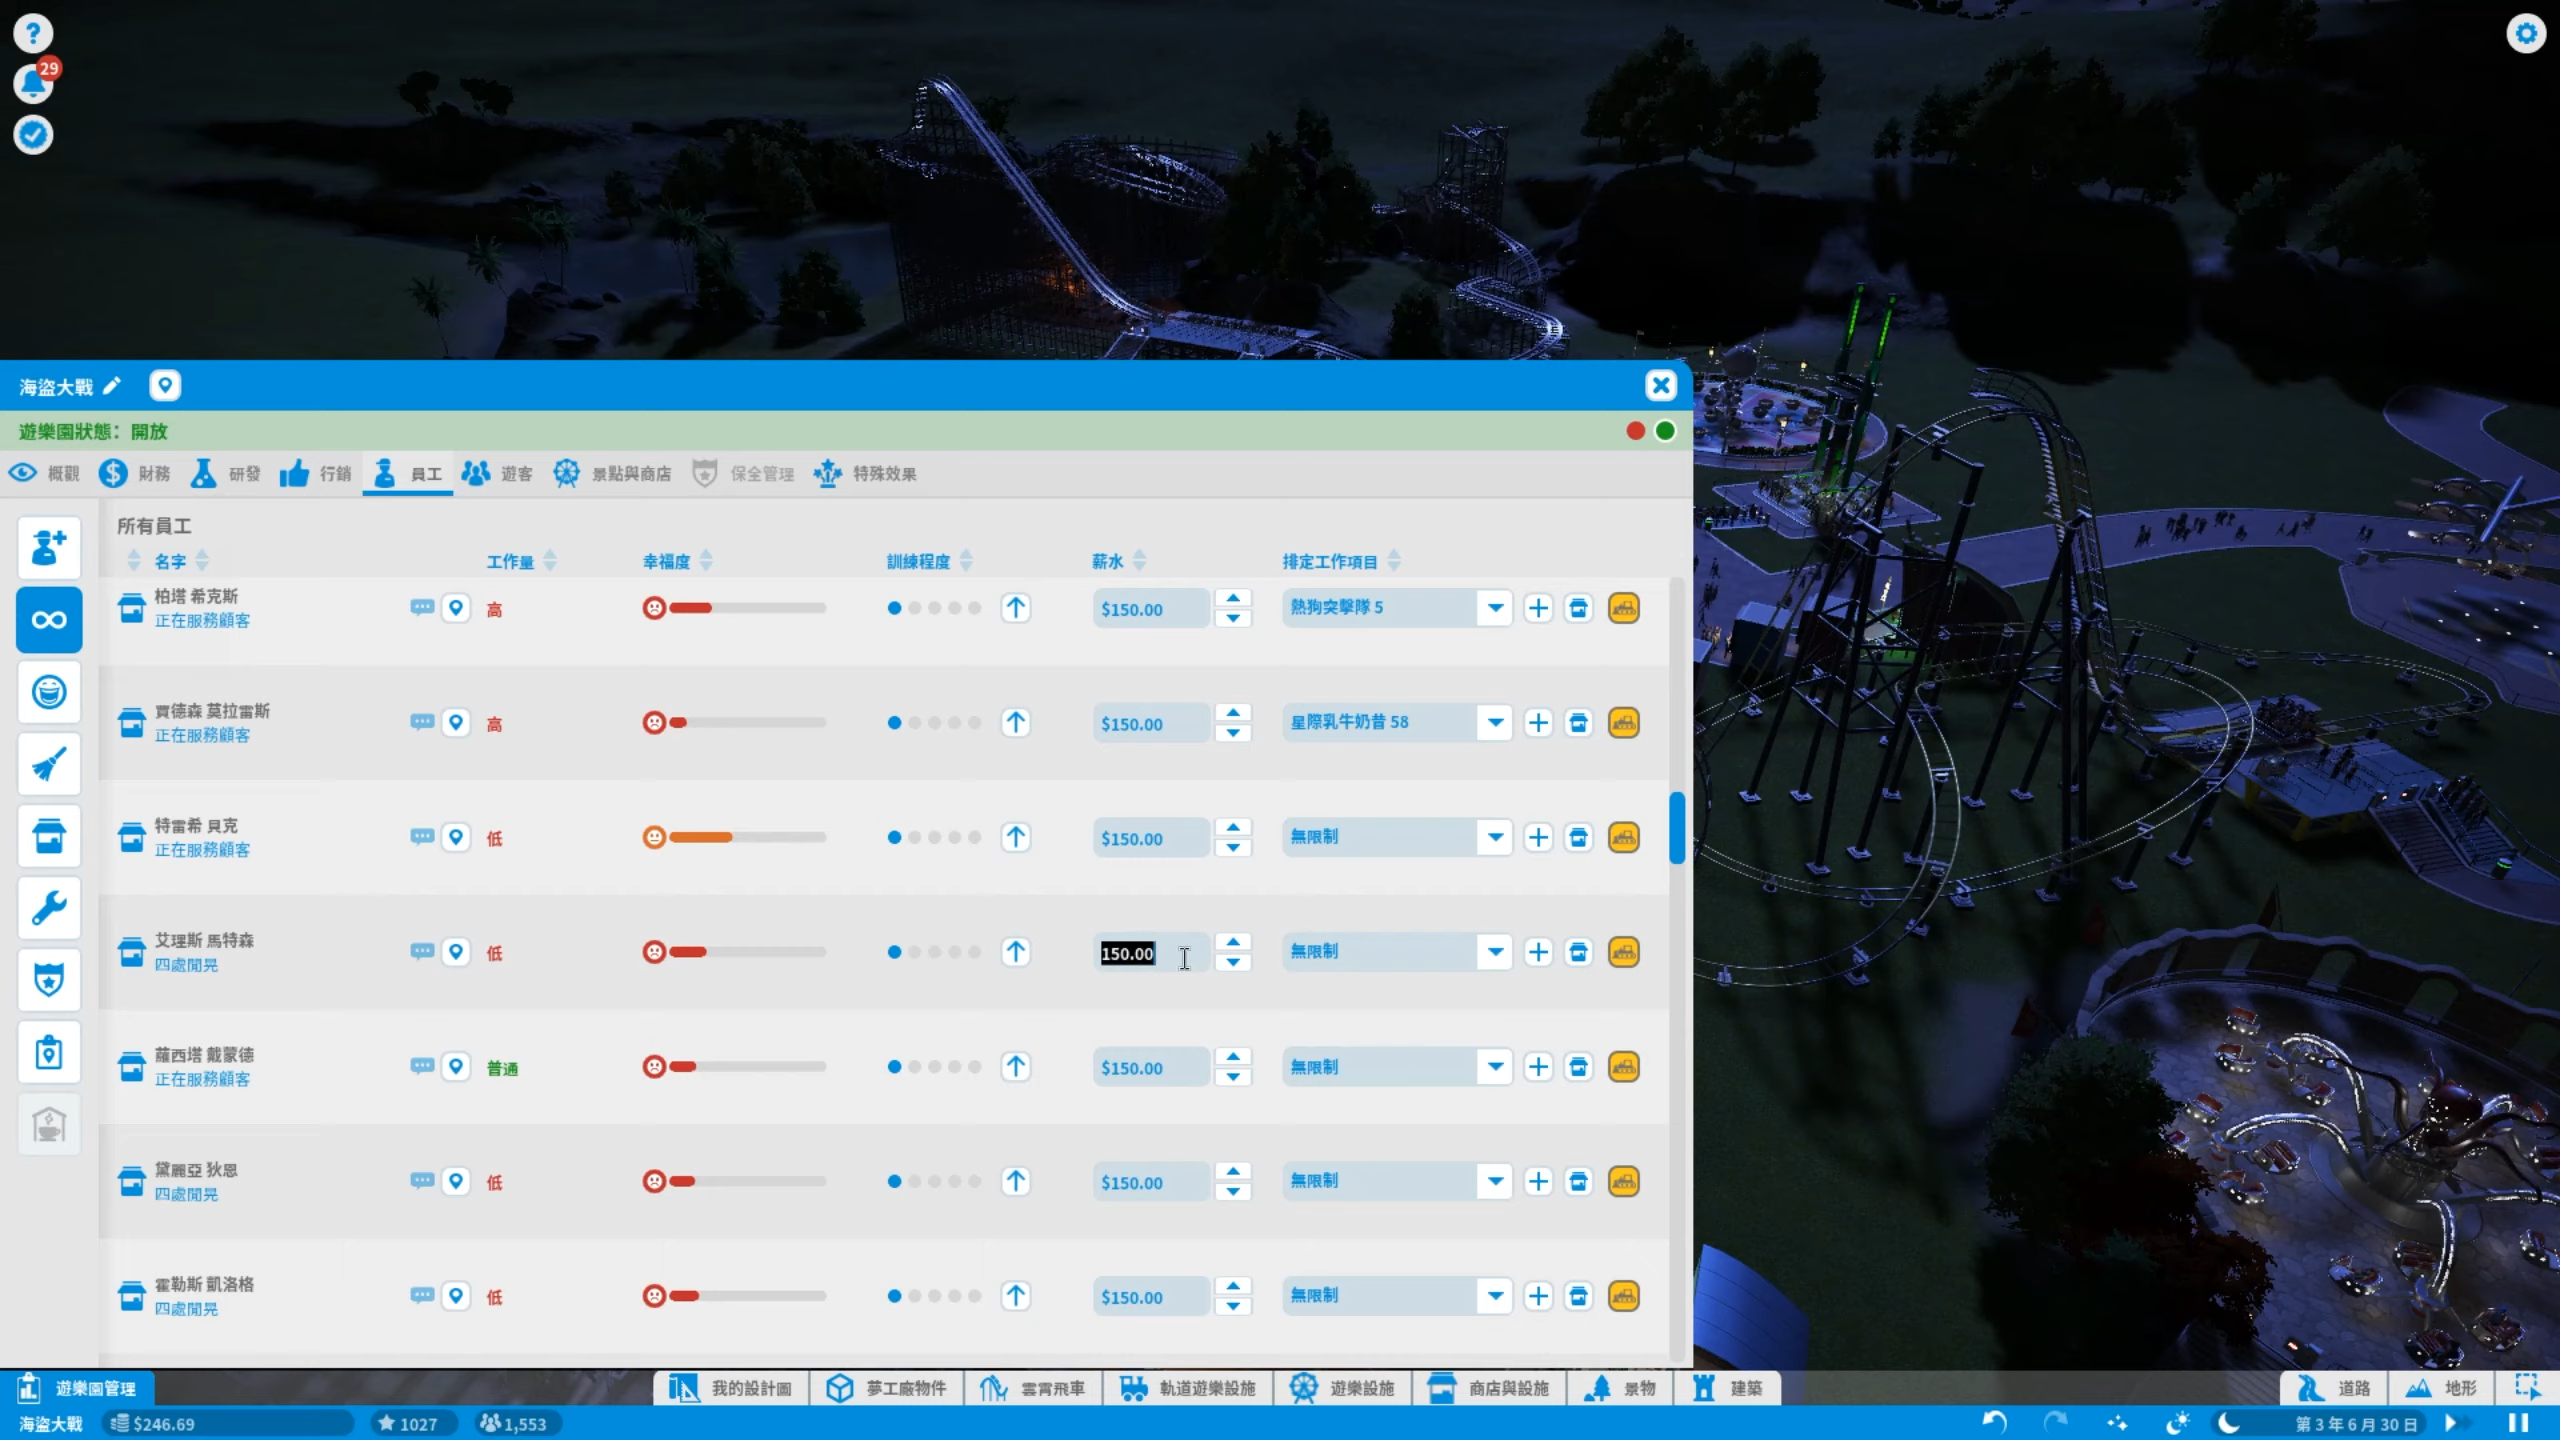 ?
29
海盜大戰
遊樂園狀態：開放
概觀 財務 研發 行銷 員工 遊客 景點與商店 保全管理 特殊效果
所有員工
名字 工作量 幸福度 訓練程度 薪水 排定工作項目
柏塔 希克斯
正在服務顧客
高 $150.00 熱狗突擊隊 5
賈德森 莫拉雷斯
正在服務顧客
高 $150.00 星際乳牛奶昔 58
特雷希 貝克
正在服務顧客
低 $150.00 無限制
艾理斯 馬特森
四處閒晃
低 150.00 無限制
蘿西塔 戴蒙德
正在服務顧客
普通 $150.00 無限制
黛麗亞 狄恩
四處閒晃
低 $150.00 無限制
霍勒斯 凱洛格
四處閒晃
低 $150.00 無限制
遊樂園管理 我的設計圖 夢工廠物件 雲霄飛車 軌道遊樂設施 遊樂設施 商店與設施 景物 建築 道路 地形
海盜大戰 $246.69 1027 1,553 第 3 年 6 月 30 日